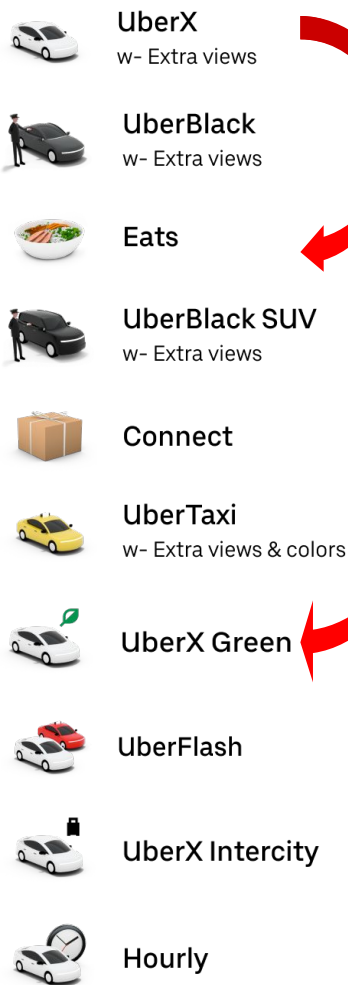 UberX
w- Extra views
UberBlack
w- Extra views
Eats
UberBlack SUV
w- Extra views
Connect
UberTaxi
w- Extra views & colors
UberX Green
UberFlash
UberX Intercity
Hourly